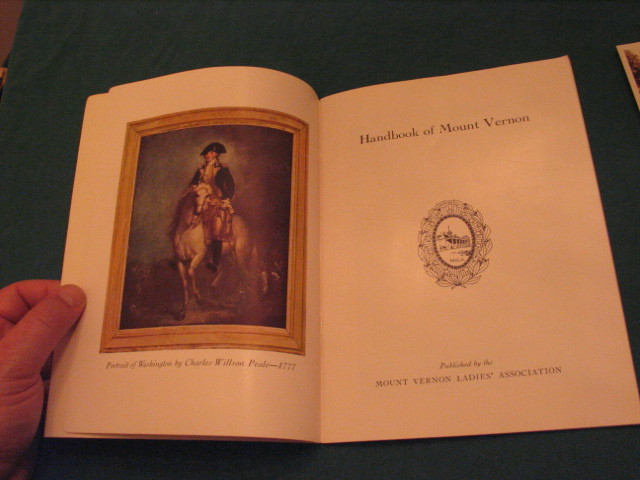 Portrait of Washington by Charles Willson Peale—1777
Handbook of Mount Vernon
Published by the
MOUNT VERNON LADIES' ASSOCIATION